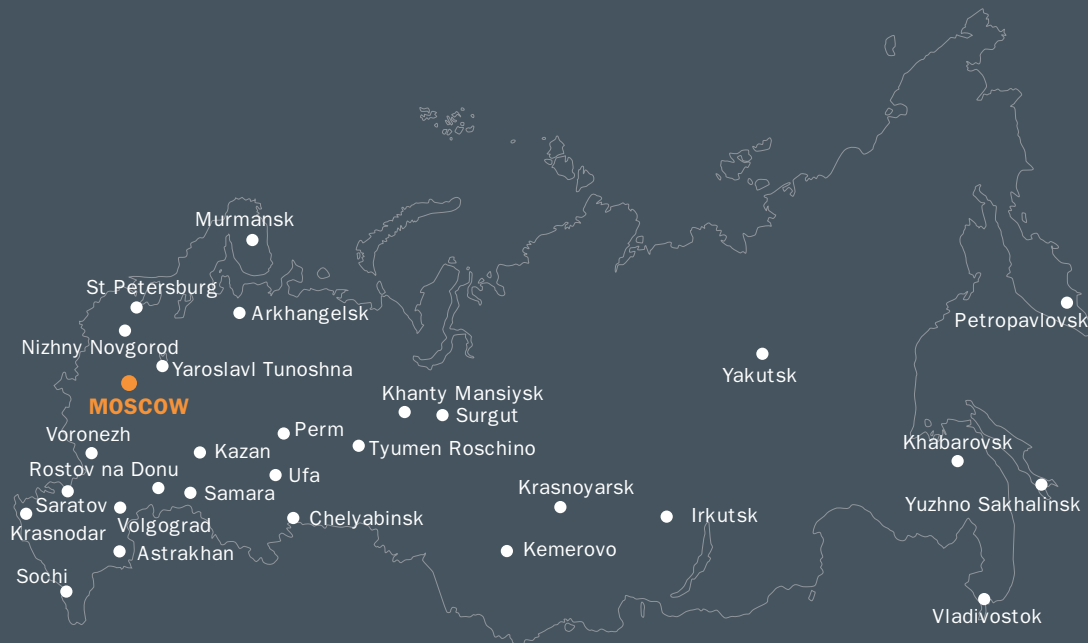 Murmansk
St Petersburg
Arkhangelsk
Petropavlovsk
Nizhny Novgorod
Yaroslavl Tunoshna
Yakutsk
Khanty Mansiysk
MOSCOW
Surgut
Perm
Voronezh
Khabarovsk
Tyumen Roschino
Kazan
Rostov na Donu
Ufa
Krasnoyarsk
Samara
Saratov
Yuzhno Sakhalinsk
Irkutsk
Chelyabinsk
Volgograd
Krasnodar
Kemerovo
Astrakhan
Sochi
Vladivostok